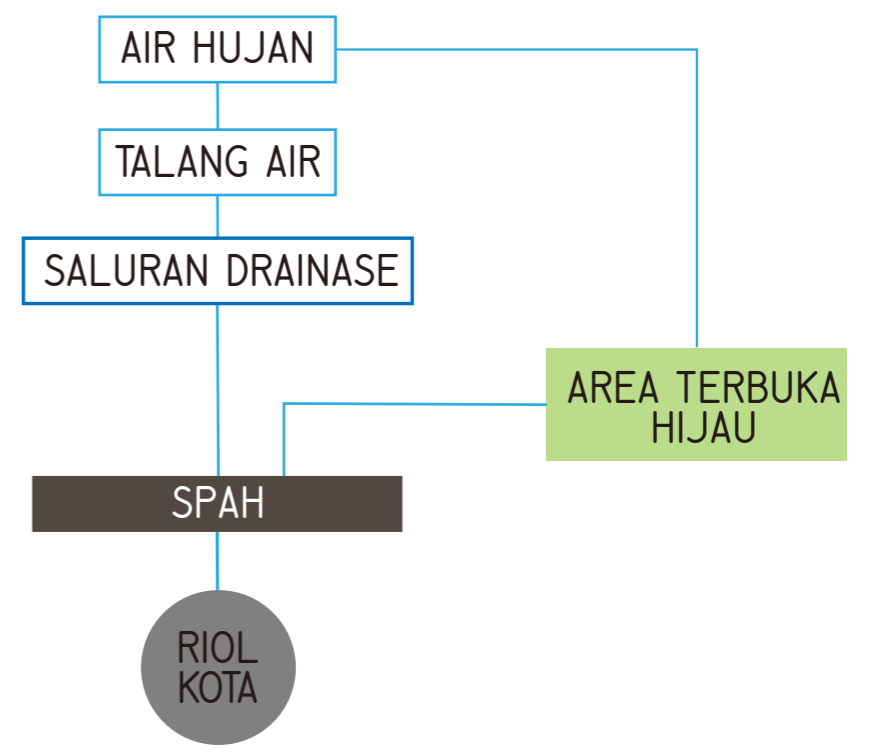 AIR HUJAN
TALANG AIR
SALURAN DRAINASE
AREA TERBUKA
HIJAU
SPAH
RIOL
KOTA